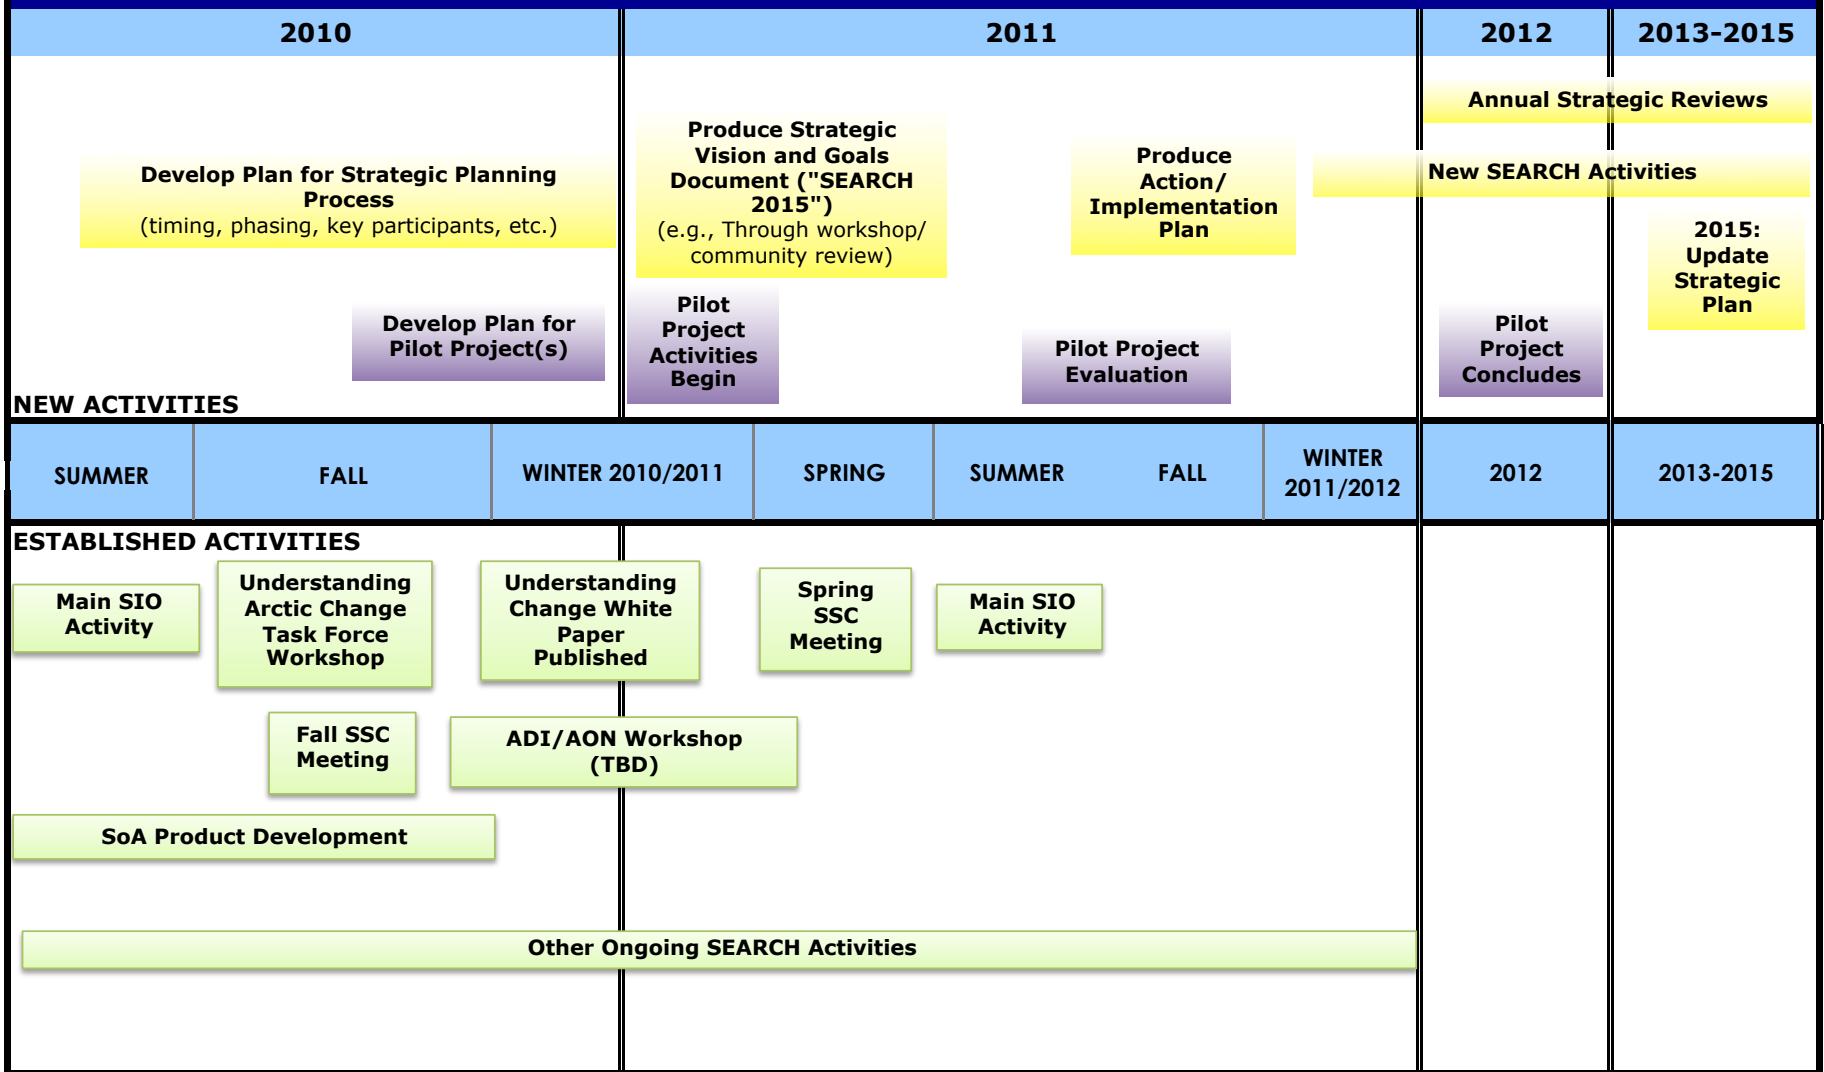 2010
2011
2012
2013-2015
Annual Strategic Reviews
Produce Strategic
Vision and Goals
Document ("SEARCH
2015")
(e.g., Through workshop/
community review)
Produce
Action/
Implementation
Plan
New SEARCH Activities
Develop Plan for Strategic Planning
Process
(timing, phasing, key participants, etc.)
2015:
Update
Strategic
Plan
Develop Plan for
Pilot Project(s)
Pilot
Project
Activities
Begin
Pilot Project
Evaluation
Pilot
Project
Concludes
NEW ACTIVITIES
SUMMER
FALL
WINTER 2010/2011
SPRING
SUMMER
FALL
WINTER
2011/2012
2012
2013-2015
ESTABLISHED ACTIVITIES
Main SIO
Activity
Understanding
Arctic Change
Task Force
Workshop
Understanding
Change White
Paper
Published
Spring
SSC
Meeting
Main SIO
Activity
Fall SSC
Meeting
ADI/AON Workshop
(TBD)
SoA Product Development
Other Ongoing SEARCH Activities